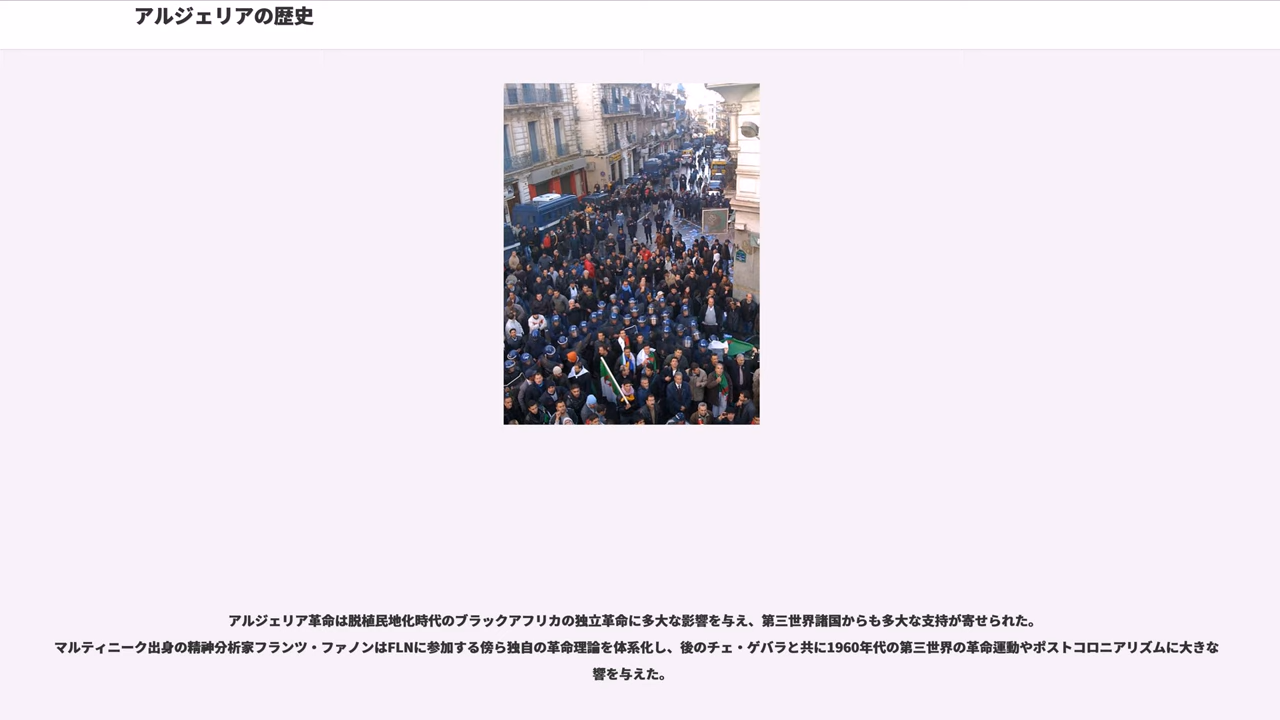 アルジェリアの歴史
アルジェリア革命は脱植民地化時代のブラックアフリカの独立革命に多大な影響を与え、第三世界諸国からも多大な支持が寄せられた。
マルティニーク出身の精神分析家フランツ・ファノンはFLNに参加する傍ら独自の革命理論を体系化し、後のチェ・ゲバラと共に1960年代の第三世界の革命運動やポストコロニアリズムに大きな
響を与えた。